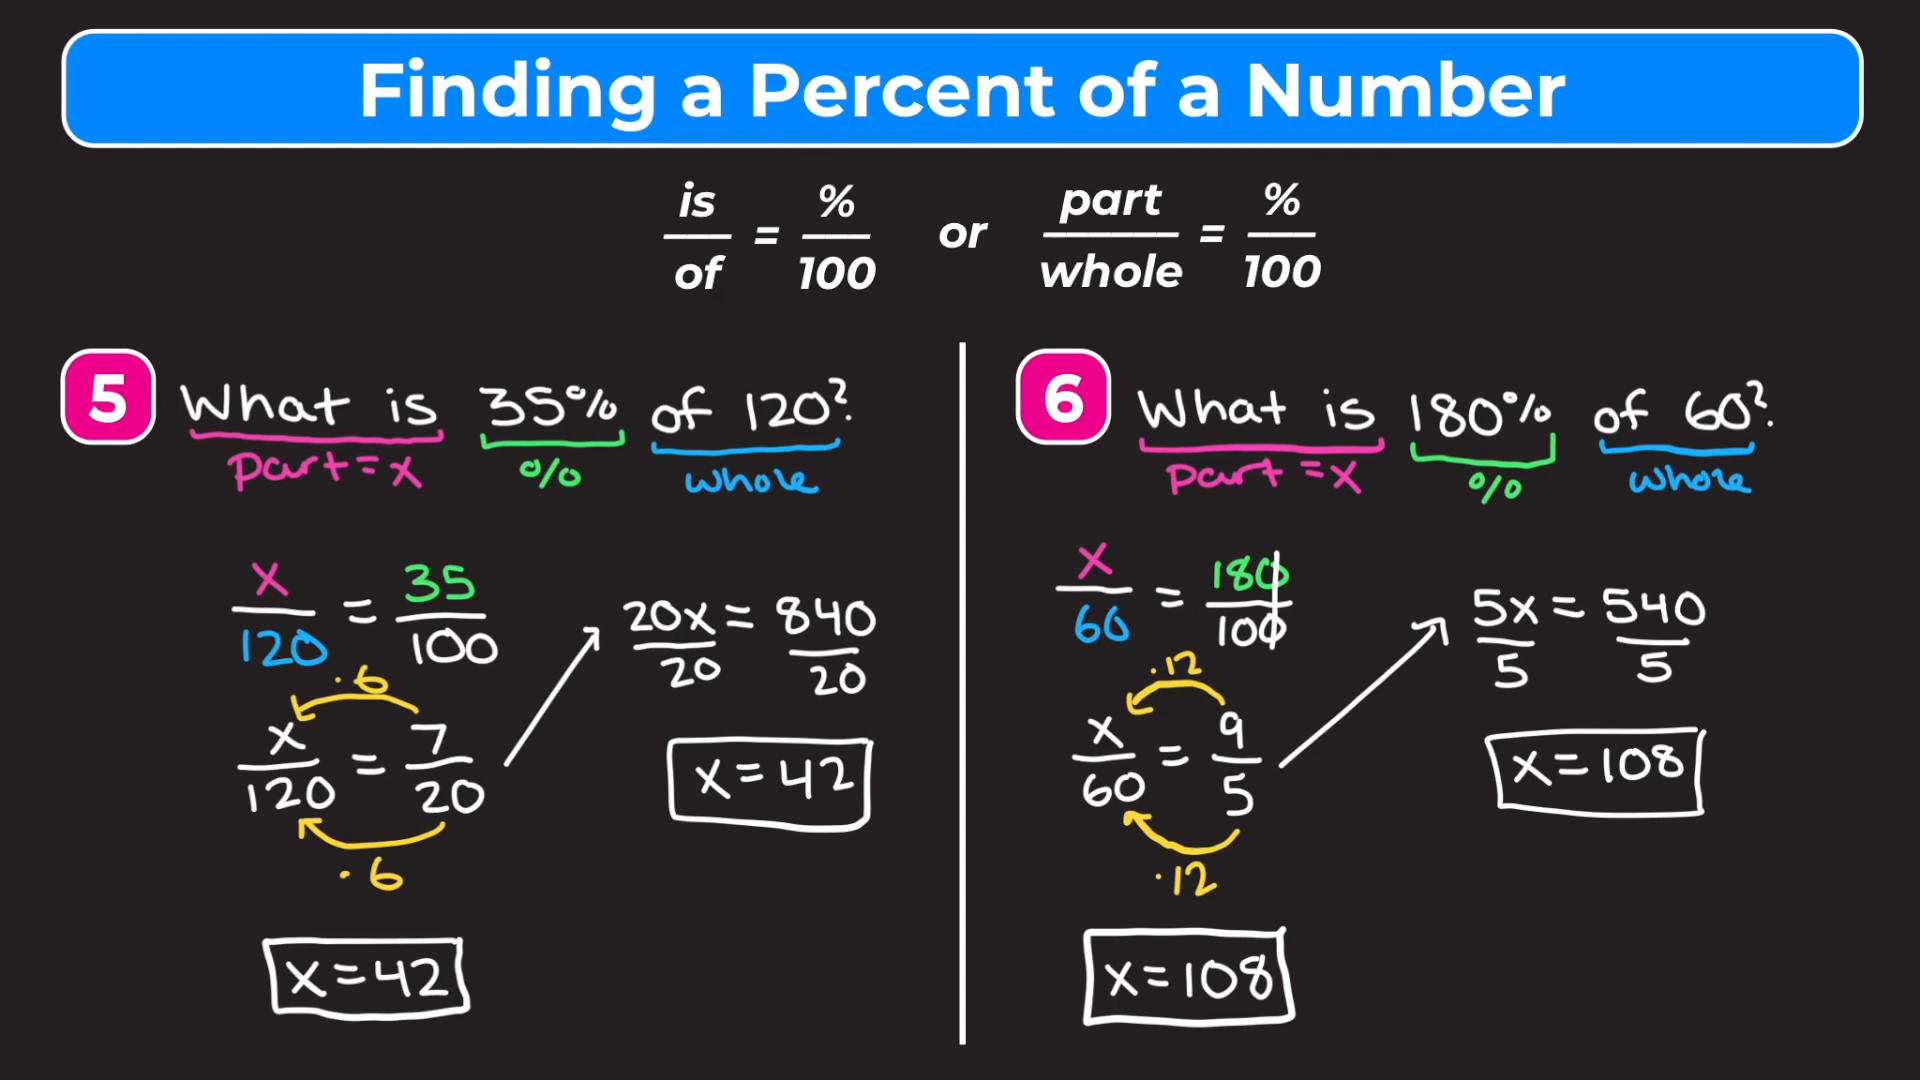 Finding a Percent of a Number
is/of = %/100 or part/whole = %/100
5 What is 35% of 120?
part = x % whole
x/120 = 35/100
· 6
x/120 = 7/20
· 6
x = 42
20x/20 = 840/20
x = 42
6 What is 180% of 60?
part = x % whole
x/60 = 180/100
· 12
x/60 = 9/5
· 12
x = 108
5x/5 = 540/5
x = 108